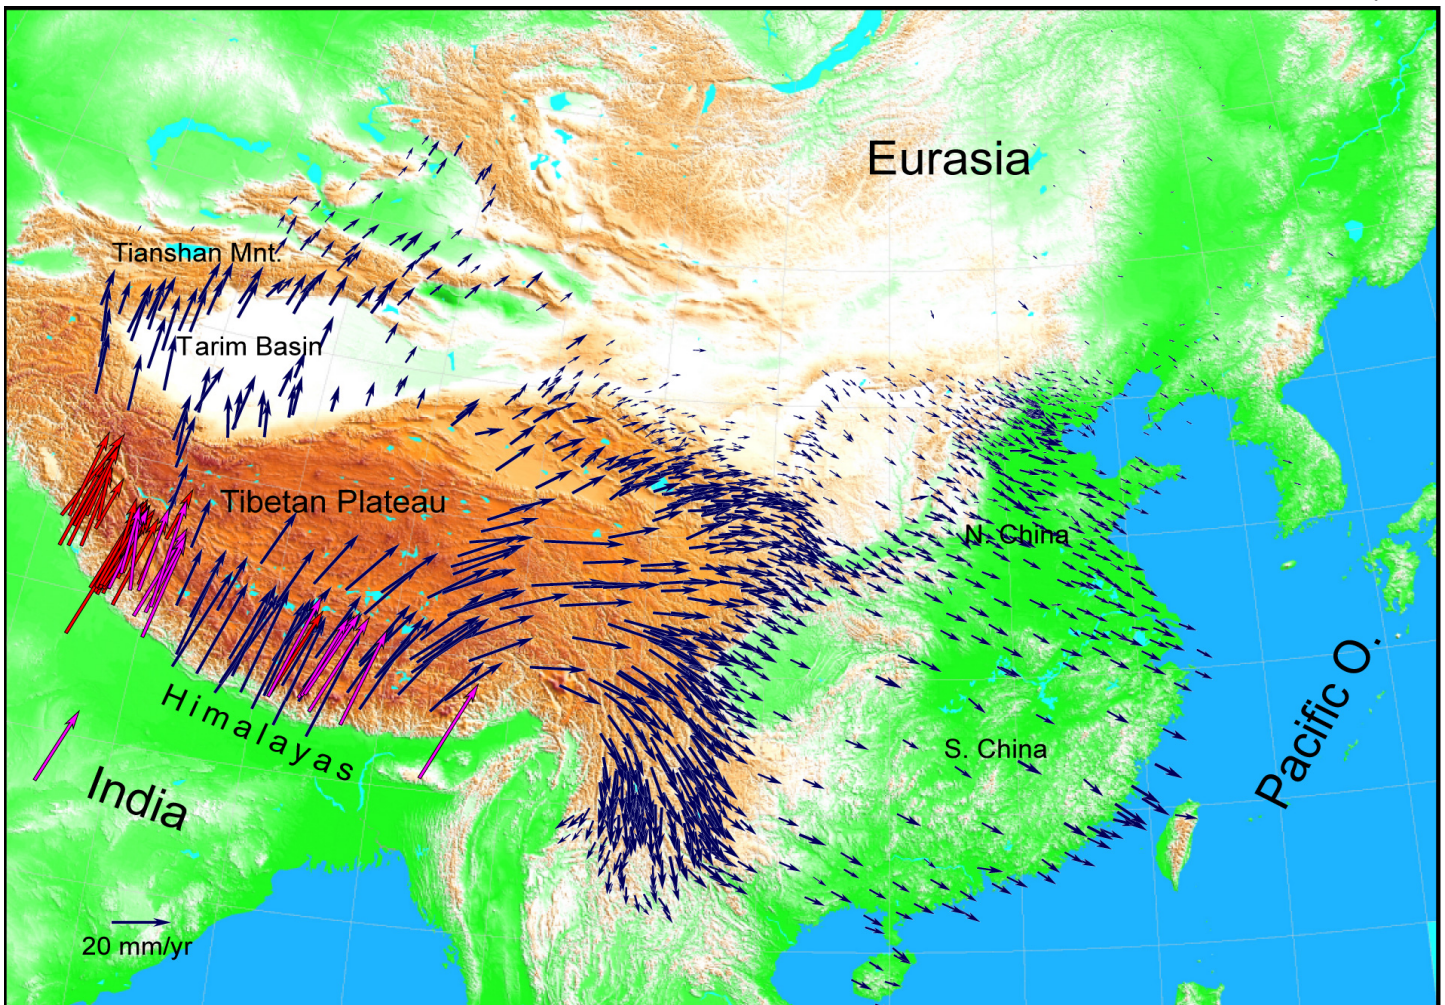 Eurasia
Tianshan Mnt.
Tarim Basin
Tibetan Plateau
N. China
Himalayas
S. China
Pacific O.
India
20 mm/yr